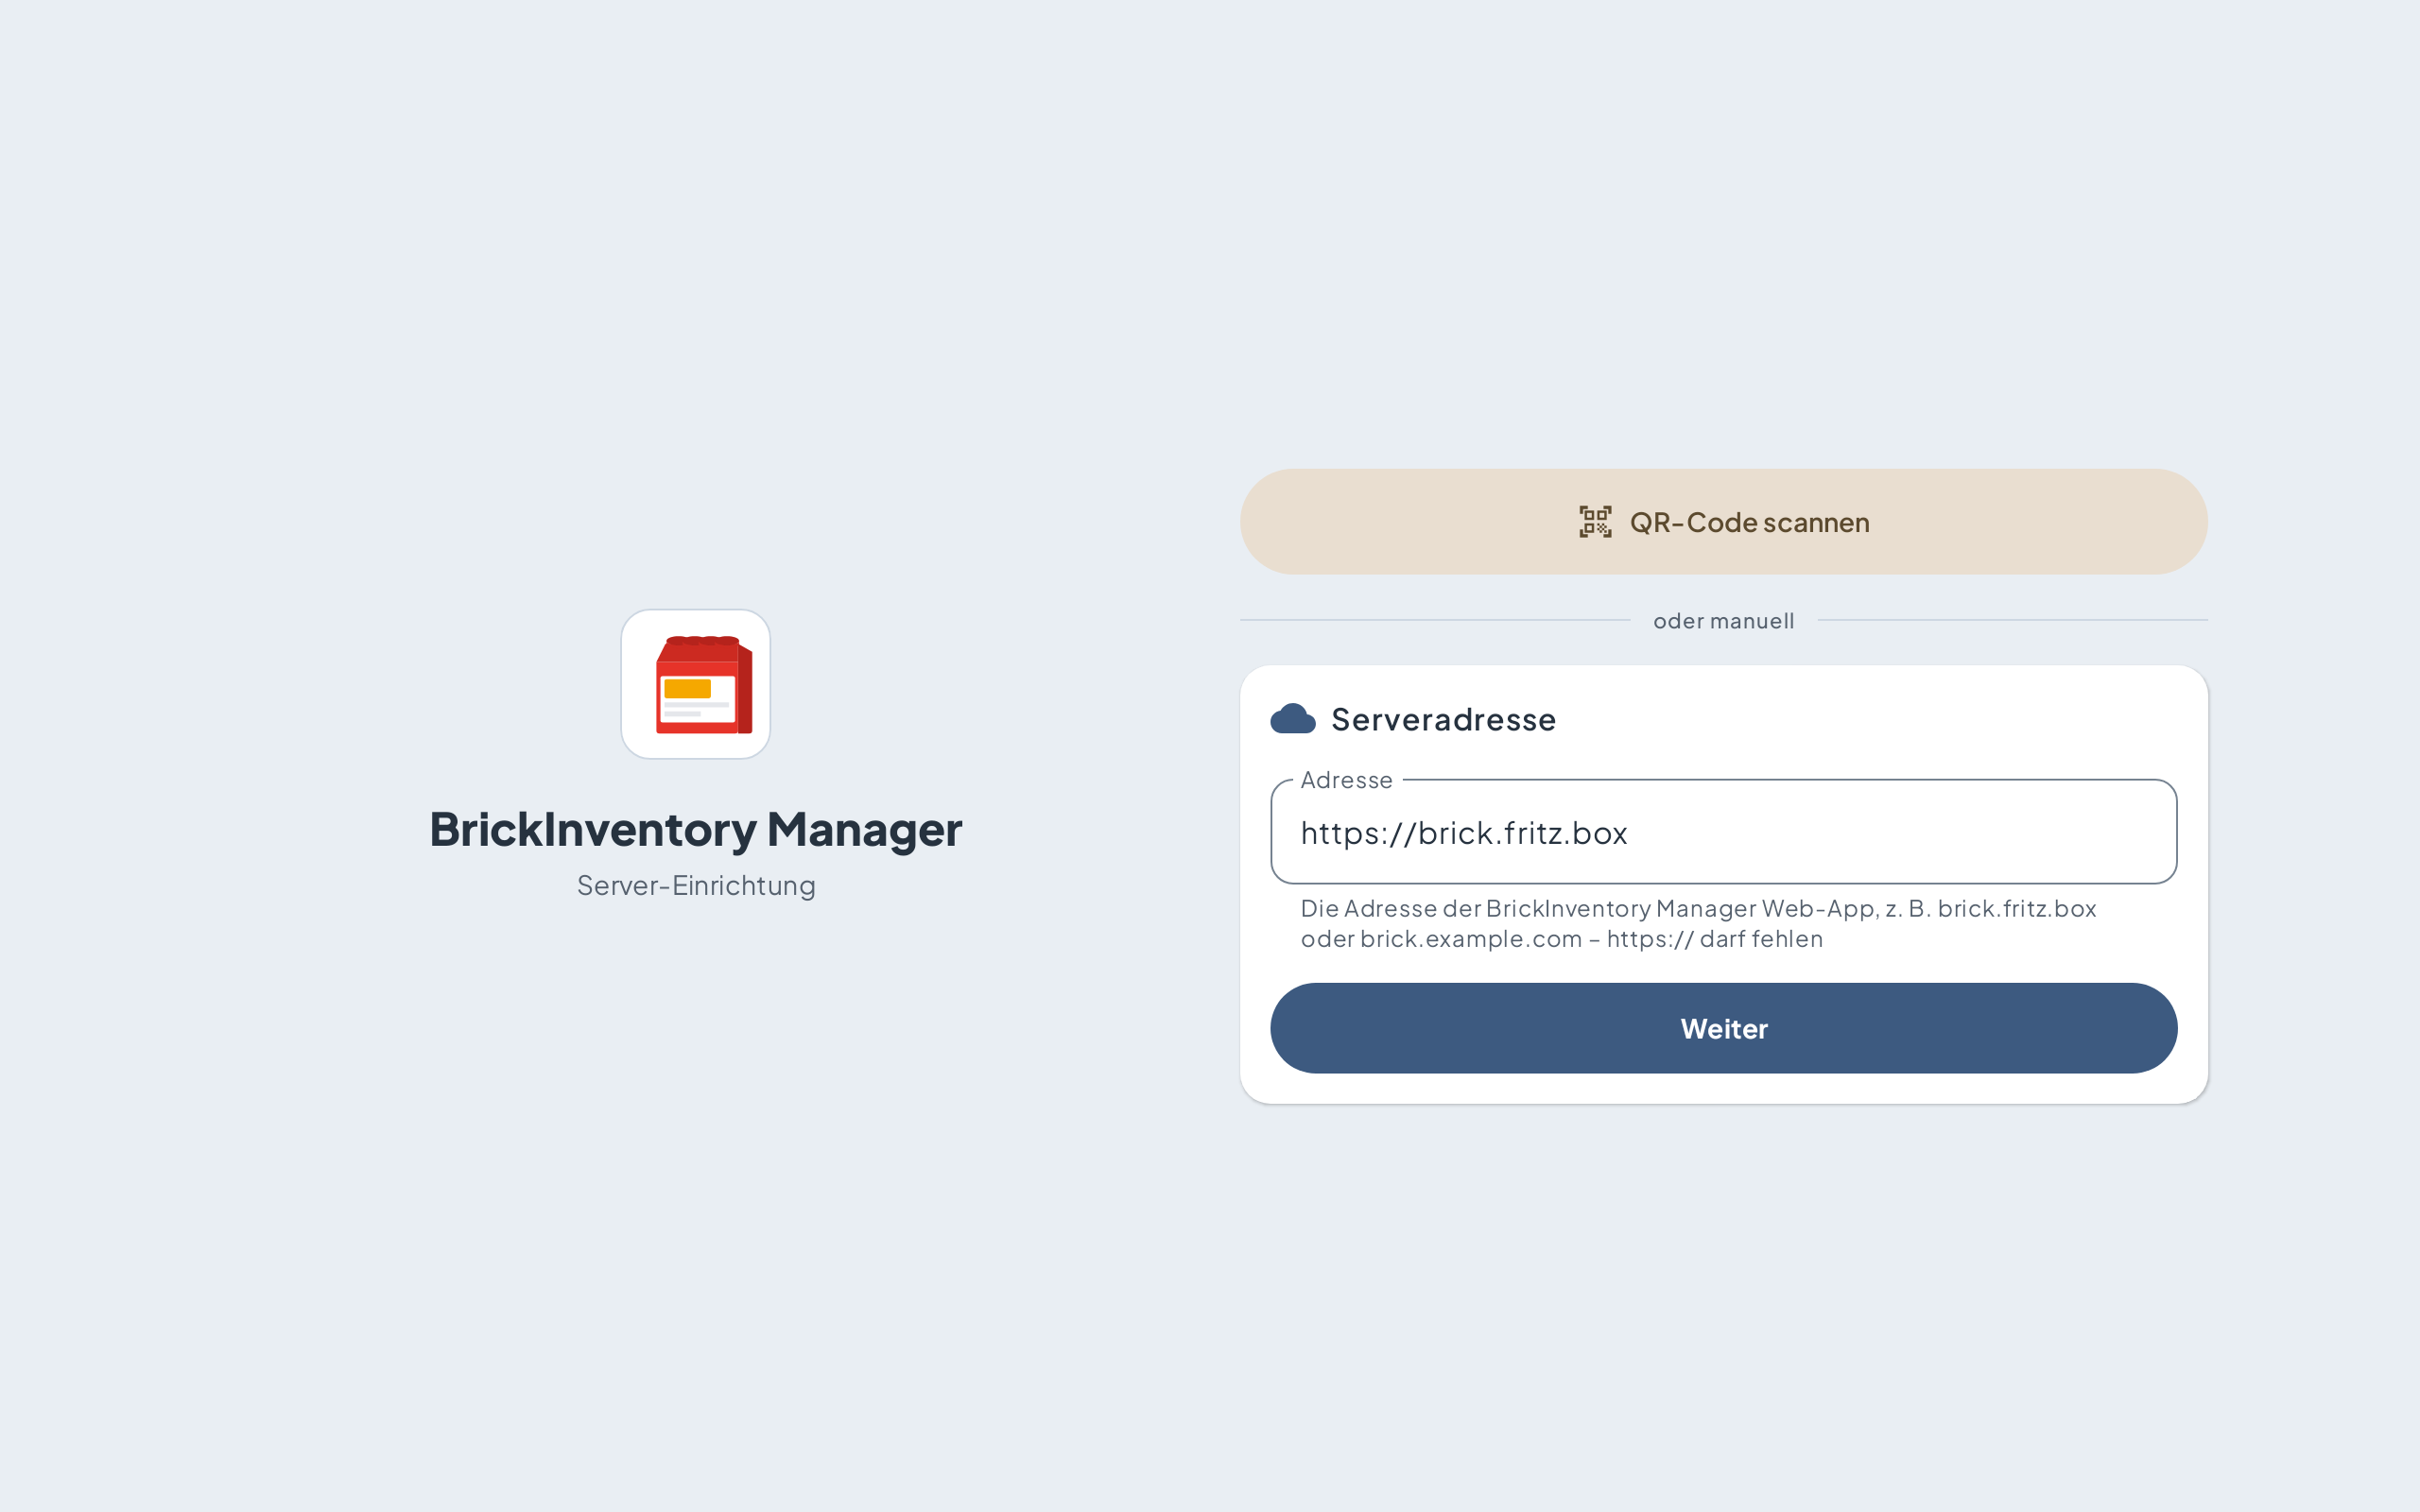 BrickInventory Manager
Server-Einrichtung
QR-Code scannen
oder manuell
Serveradresse
Adresse
https://brick.fritz.box
Die Adresse der BrickInventory Manager Web-App, z. B. brick.fritz.box
oder brick.example.com – https:// darf fehlen
Weiter